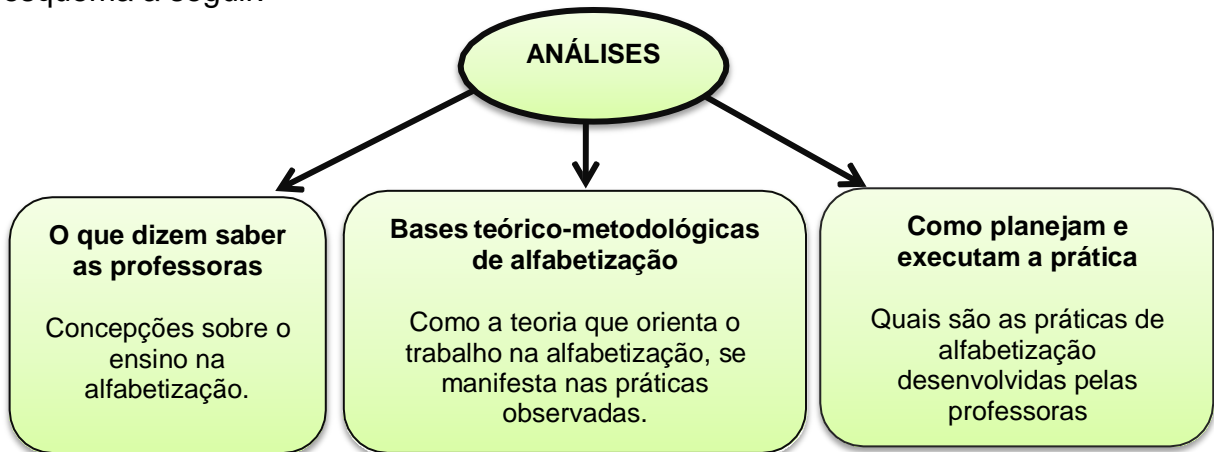 esquema a seguir:
ANÁLISES
O que dizem saber
as professoras
Concepções sobre o
ensino na
alfabetização.
Bases teórico-metodológicas
de alfabetização
Como a teoria que orienta o
trabalho na alfabetização, se
manifesta nas práticas
observadas.
Como planejam e
executam a prática
Quais são as práticas de
alfabetização
desenvolvidas pelas
professoras